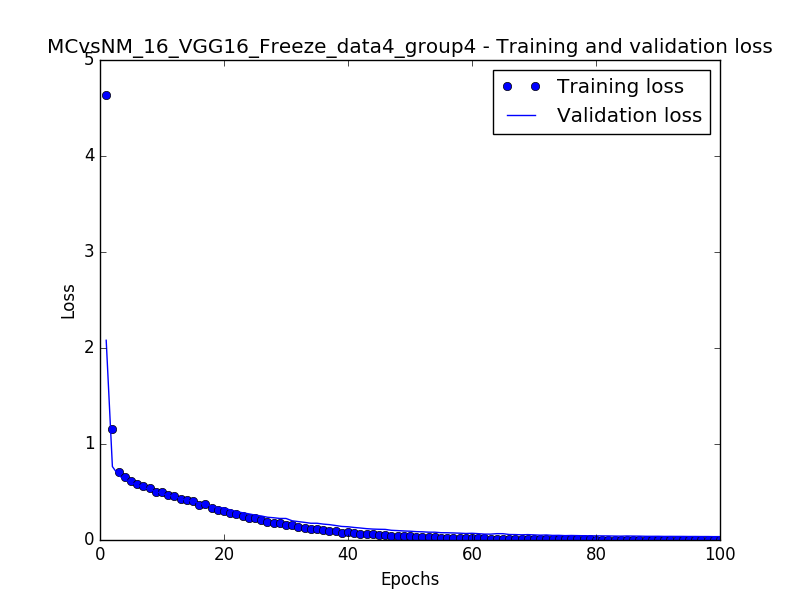 MCvsNM_16_VGG16_Freeze_data4_group4 - Training and validation loss
5
4
3
2
1
0
Training loss
Validation loss
Loss
0 20 40 60 80 100
Epochs